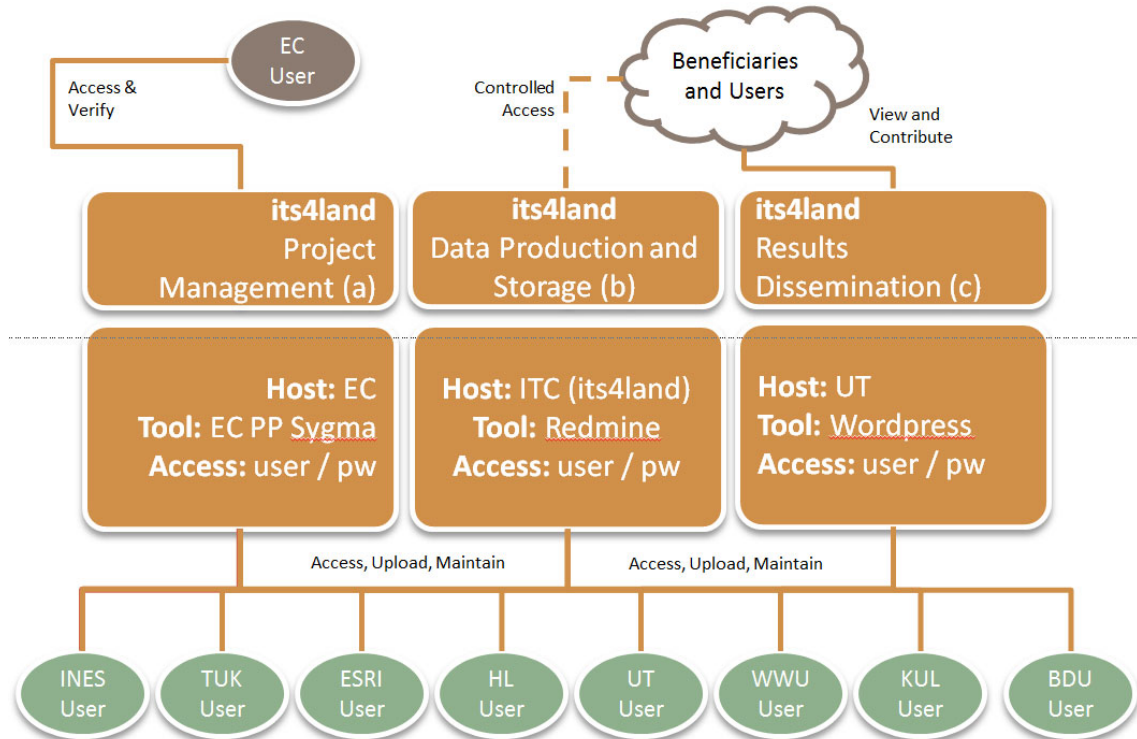 EC
User
Access &
Verify
Controlled
Access
Beneficiaries
and Users
View and
Contribute
its4land
Project
Management (a)
its4land
Data Production and
Storage (b)
its4land
Results
Dissemination (c)
Host: EC
Tool: EC PP Sygma
Access: user / pw
Host: ITC (its4land)
Tool: Redmine
Access: user / pw
Host: UT
Tool: Wordpress
Access: user / pw
Access, Upload, Maintain
Access, Upload, Maintain
INES
User
TUK
User
ESRI
User
HL
User
UT
User
WWU
User
KUL
User
BDU
User